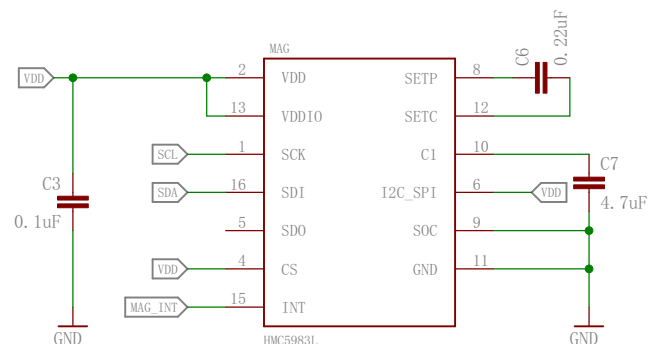 MAG
VDD 2 VDD SETP 8 C6 0.22uF
13 VDDIO SETC 12
SCL 1 SCK C1 10 C7
C3 SDA 16 SDI I2C_SPI 6 VDD 4.7uF
0.1uF 5 SDO SOC 9
VDD 4 CS GND 11
MAG_INT 15 INT
GND HMC5983L GND